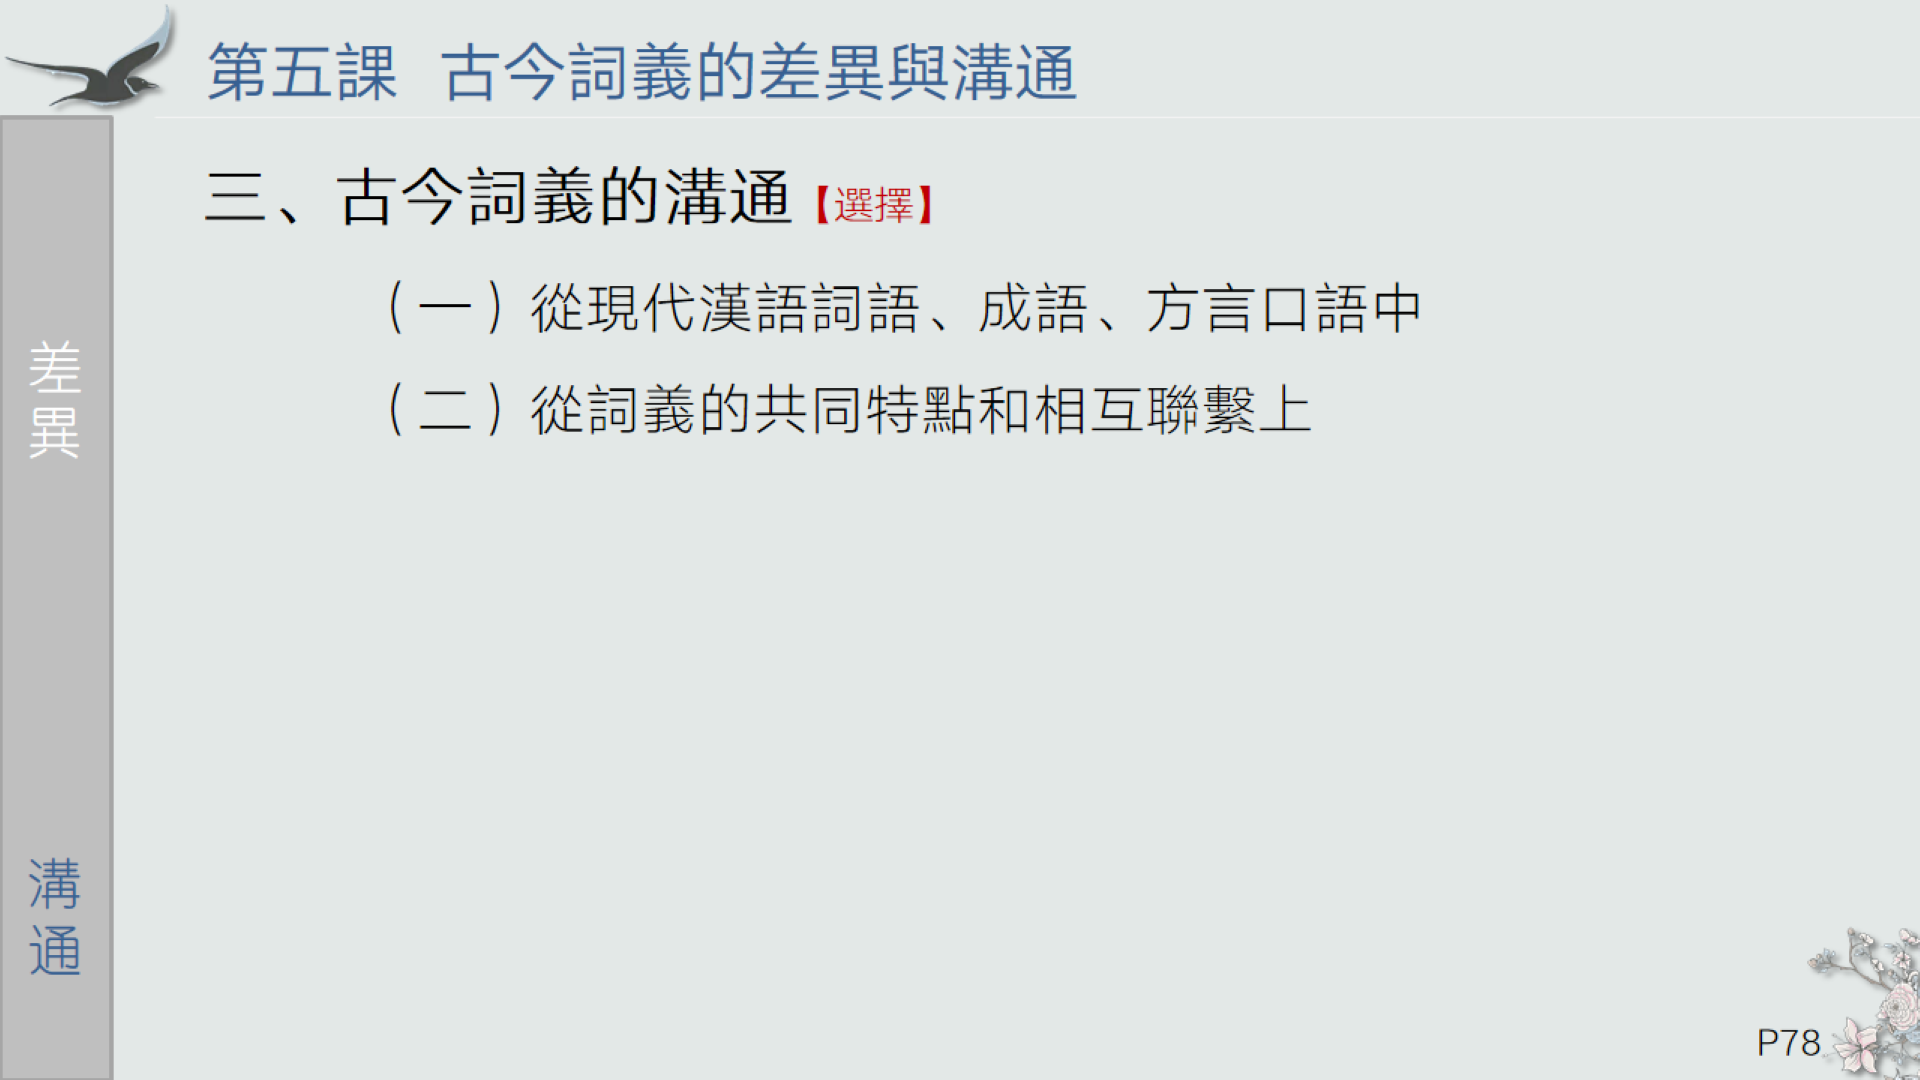 第五課 古今詞義的差異與溝通
三、古今詞義的溝通【選擇】
（一）從現代漢語詞語、成語、方言口語中
（二）從詞義的共同特點和相互聯繫上
差異
溝通
P78